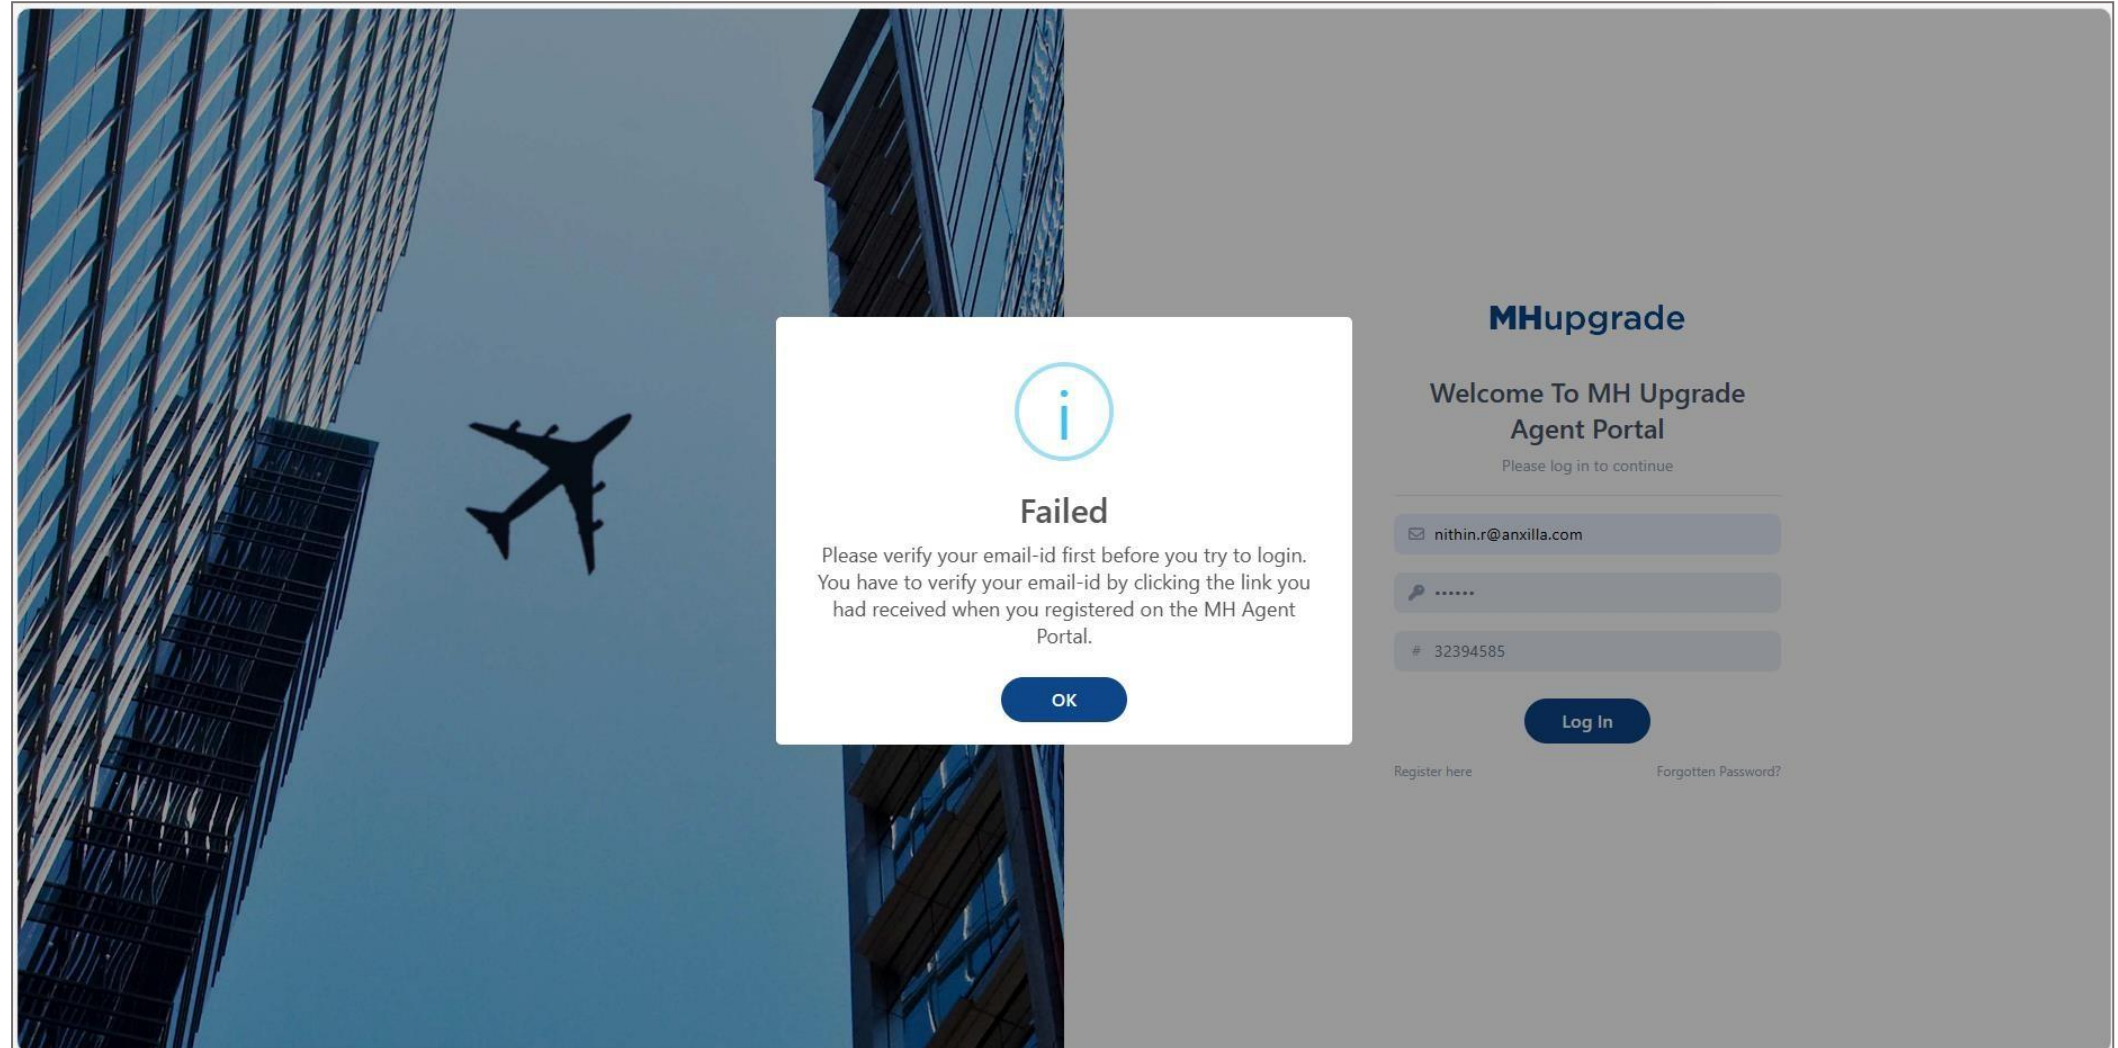 MHupgrade
Welcome To MH Upgrade
Agent Portal
Please log in to continue
nithin.r@anxilla.com
••••••
# 32394585
Log In
Register here
Forgotten Password?
i
Failed
Please verify your email-id first before you try to login.
You have to verify your email-id by clicking the link you
had received when you registered on the MH Agent
Portal.
OK